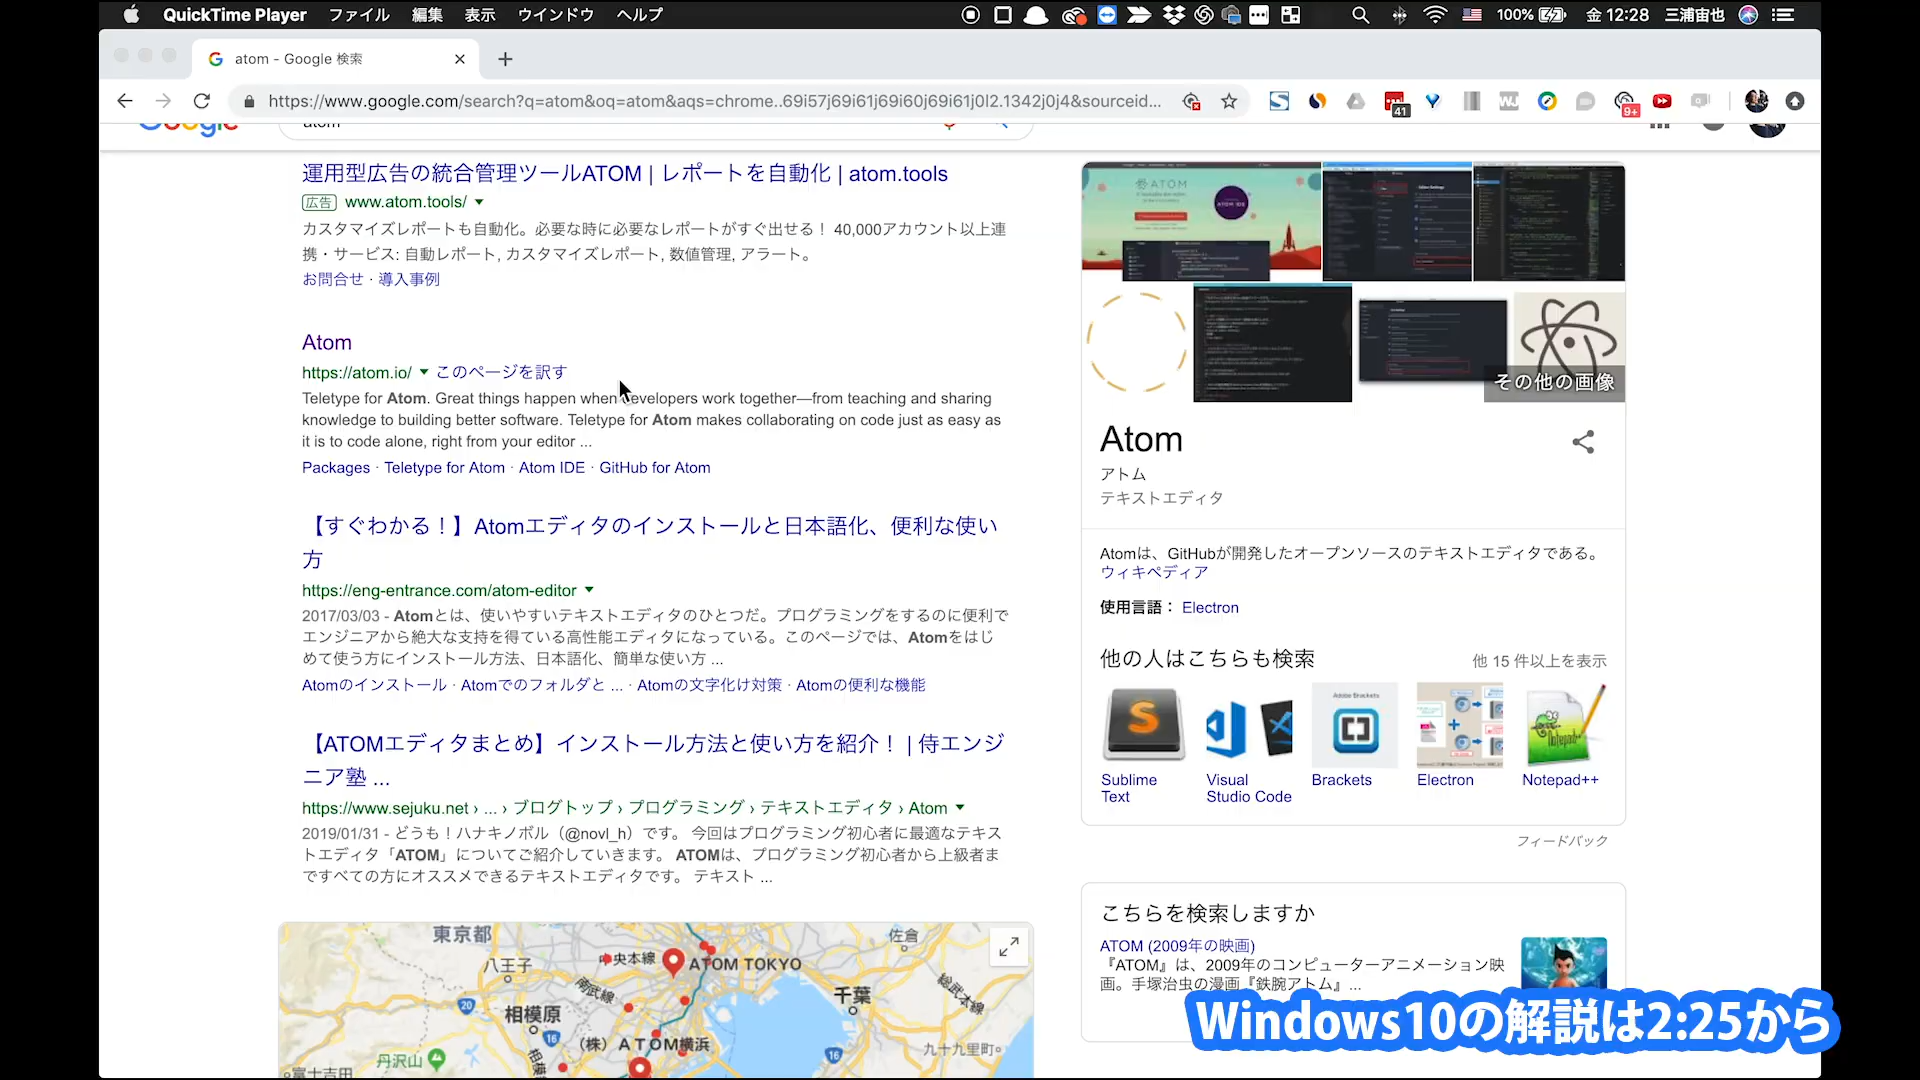 QuickTime Player ファイル 編集 表示 ウインドウ ヘルプ 100% 金 12:28 三浦宙也
atom - Google 検索
https://www.google.com/search?q=atom&oq=atom&aqs=chrome..69i57j69i61j69i60j69i61j0l2.1342j0j4&sourceid...
41
9+
運用型広告の統合管理ツールATOM | レポートを自動化 | atom.tools
広告 www.atom.tools/
カスタマイズレポートも自動化。必要な時に必要なレポートがすぐ出せる！ 40,000アカウント以上連
携・サービス: 自動レポート, カスタマイズレポート, 数値管理, アラート。
お問合せ · 導入事例
Atom
https://atom.io/ このページを訳す
Teletype for Atom. Great things happen when developers work together—from teaching and sharing
knowledge to building better software. Teletype for Atom makes collaborating on code just as easy as
it is to code alone, right from your editor ...
Packages · Teletype for Atom · Atom IDE · GitHub for Atom
【すぐわかる！】Atomエディタのインストールと日本語化、便利な使い
方
https://eng-entrance.com/atom-editor
2017/03/03 - Atomとは、使いやすいテキストエディタのひとつだ。プログラミングをするのに便利で
エンジニアから絶大な支持を得ている高性能エディタになっている。このページでは、Atomをはじ
めて使う方にインストール方法、日本語化、簡単な使い方 ...
Atomのインストール · Atomでのフォルダと ... · Atomの文字化け対策 · Atomの便利な機能
【ATOMエディタまとめ】インストール方法と使い方を紹介！ | 侍エンジ
ニア塾 ...
https://www.sejuku.net › ... › ブログトップ › プログラミング › テキストエディタ › Atom
2019/01/31 - どうも！ハナキノボル（@novl_h）です。 今回はプログラミング初心者に最適なテキス
トエディタ「ATOM」についてご紹介していきます。 ATOMは、プログラミング初心者から上級者ま
ですべての方にオススメできるテキストエディタです。 テキスト ...
東京都
八王子
中央本線
ATOM TOKYO
佐倉
南武線
千葉
総武本線
20
相模原
16
（株）ATOM横浜
16
丹沢山
九十九里町
富士吉田
ATOM
その他の画像
Atom
アトム
テキストエディタ
Atomは、GitHubが開発したオープンソースのテキストエディタである。
ウィキペディア
使用言語： Electron
他の人はこちらも検索
他 15 件以上を表示
Adobe Brackets
Sublime Text
Visual Studio Code
Brackets
Electron
Notepad++
フィードバック
こちらを検索しますか
ATOM (2009年の映画)
『ATOM』は、2009年のコンピューターアニメーション映
画。手塚治虫の漫画『鉄腕アトム』...
Windows10の解説は2:25から